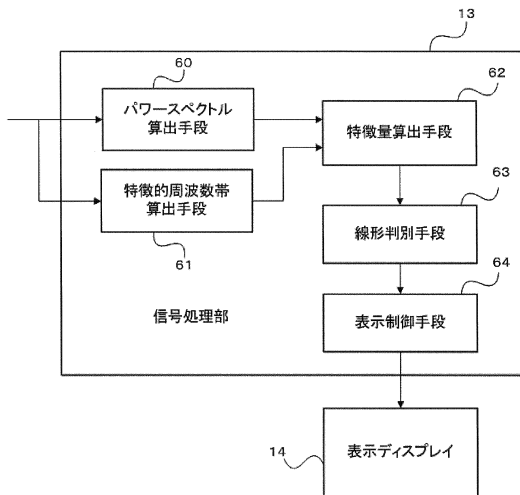 13
60
パワースペクトル
算出手段
62
特徴量算出手段
特徴的周波数帯
算出手段
61
63
線形判別手段
64
表示制御手段
信号処理部
表示ディスプレイ
14